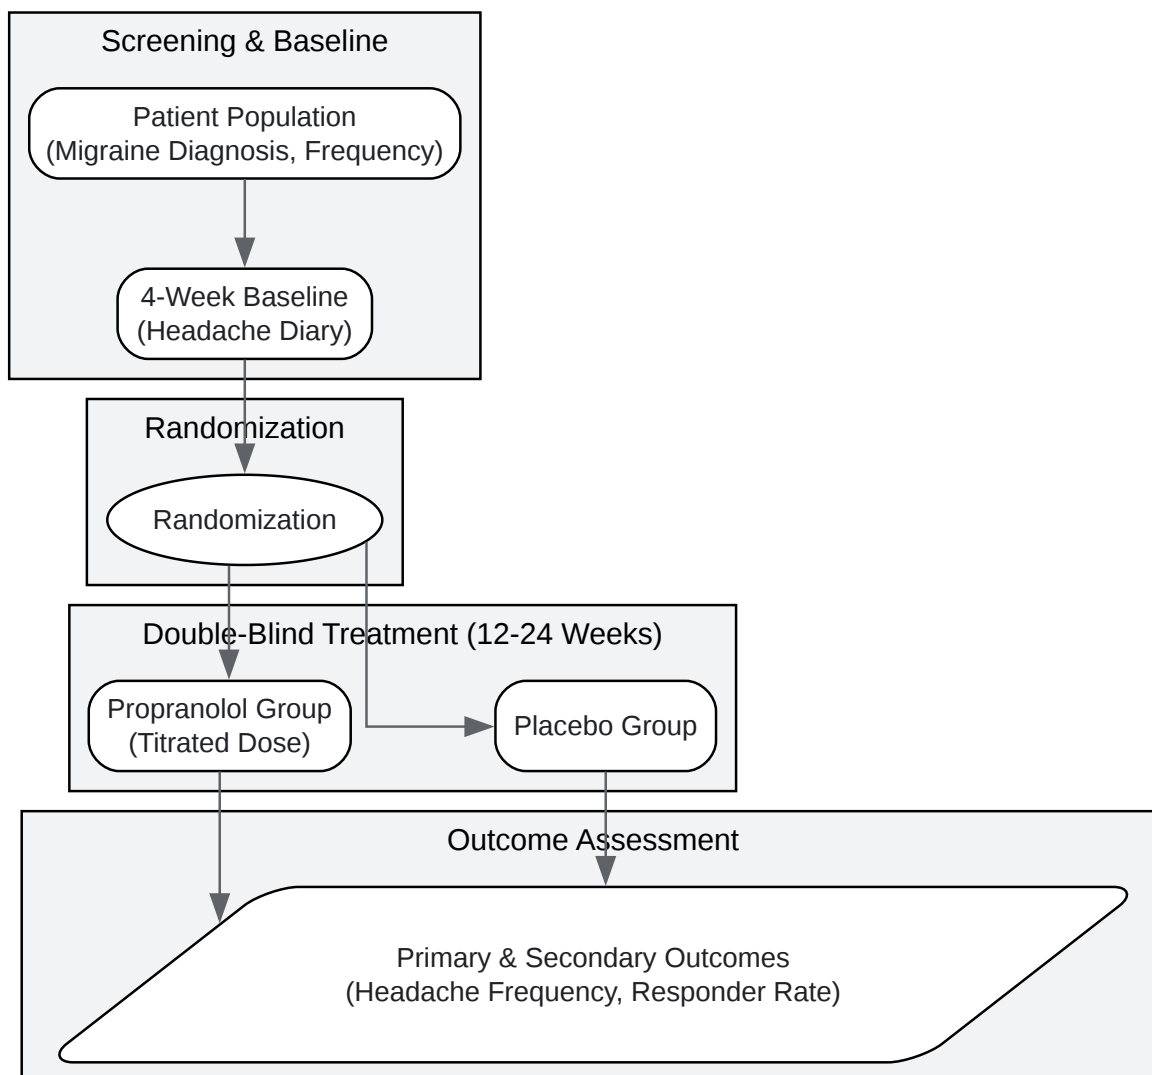 Screening & Baseline
Patient Population
(Migraine Diagnosis, Frequency)
4-Week Baseline
(Headache Diary)
Randomization
Randomization
Double-Blind Treatment (12-24 Weeks)
Propranolol Group
(Titrated Dose)
Placebo Group
Outcome Assessment
Primary & Secondary Outcomes
(Headache Frequency, Responder Rate)